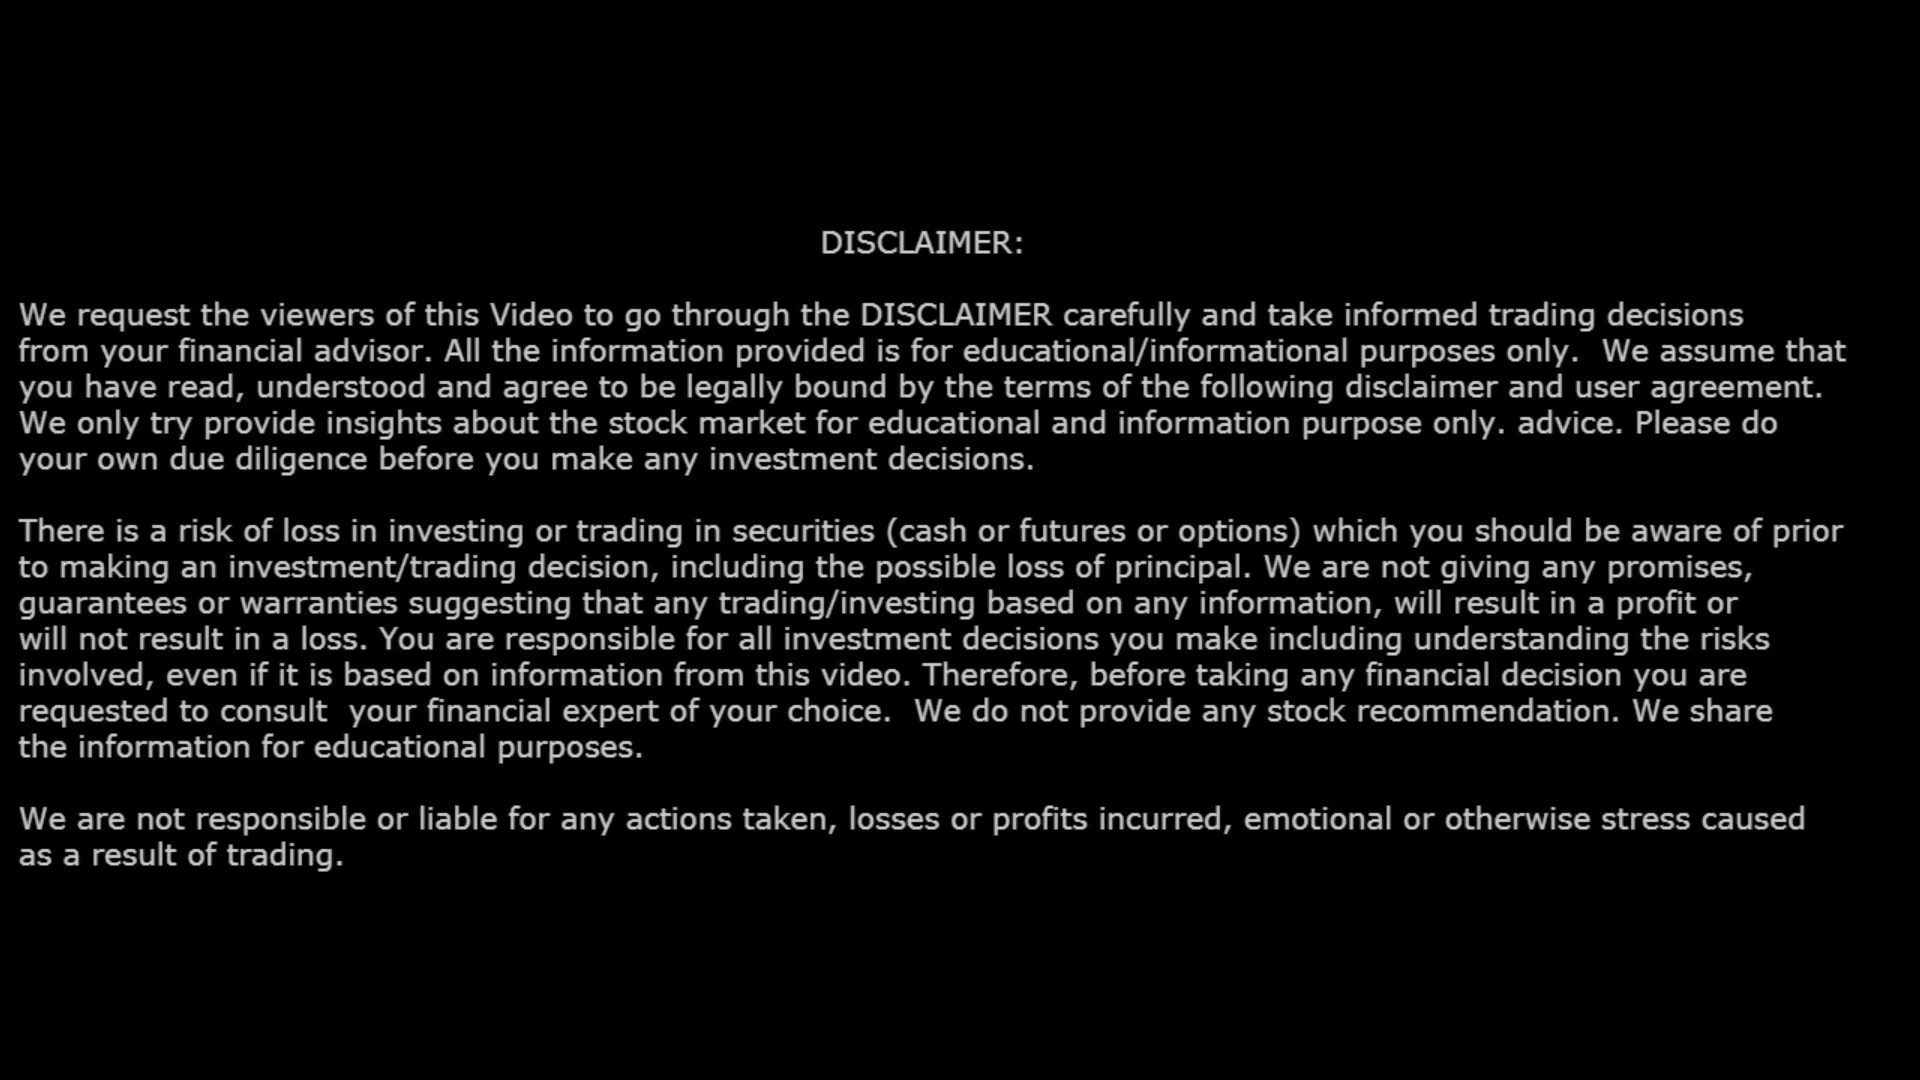 DISCLAIMER:
We request the viewers of this Video to go through the DISCLAIMER carefully and take informed trading decisions
from your financial advisor. All the information provided is for educational/informational purposes only.  We assume that
you have read, understood and agree to be legally bound by the terms of the following disclaimer and user agreement.
We only try provide insights about the stock market for educational and information purpose only. advice. Please do
your own due diligence before you make any investment decisions.
There is a risk of loss in investing or trading in securities (cash or futures or options) which you should be aware of prior
to making an investment/trading decision, including the possible loss of principal. We are not giving any promises,
guarantees or warranties suggesting that any trading/investing based on any information, will result in a profit or
will not result in a loss. You are responsible for all investment decisions you make including understanding the risks
involved, even if it is based on information from this video. Therefore, before taking any financial decision you are
requested to consult  your financial expert of your choice.  We do not provide any stock recommendation. We share
the information for educational purposes.
We are not responsible or liable for any actions taken, losses or profits incurred, emotional or otherwise stress caused
as a result of trading.